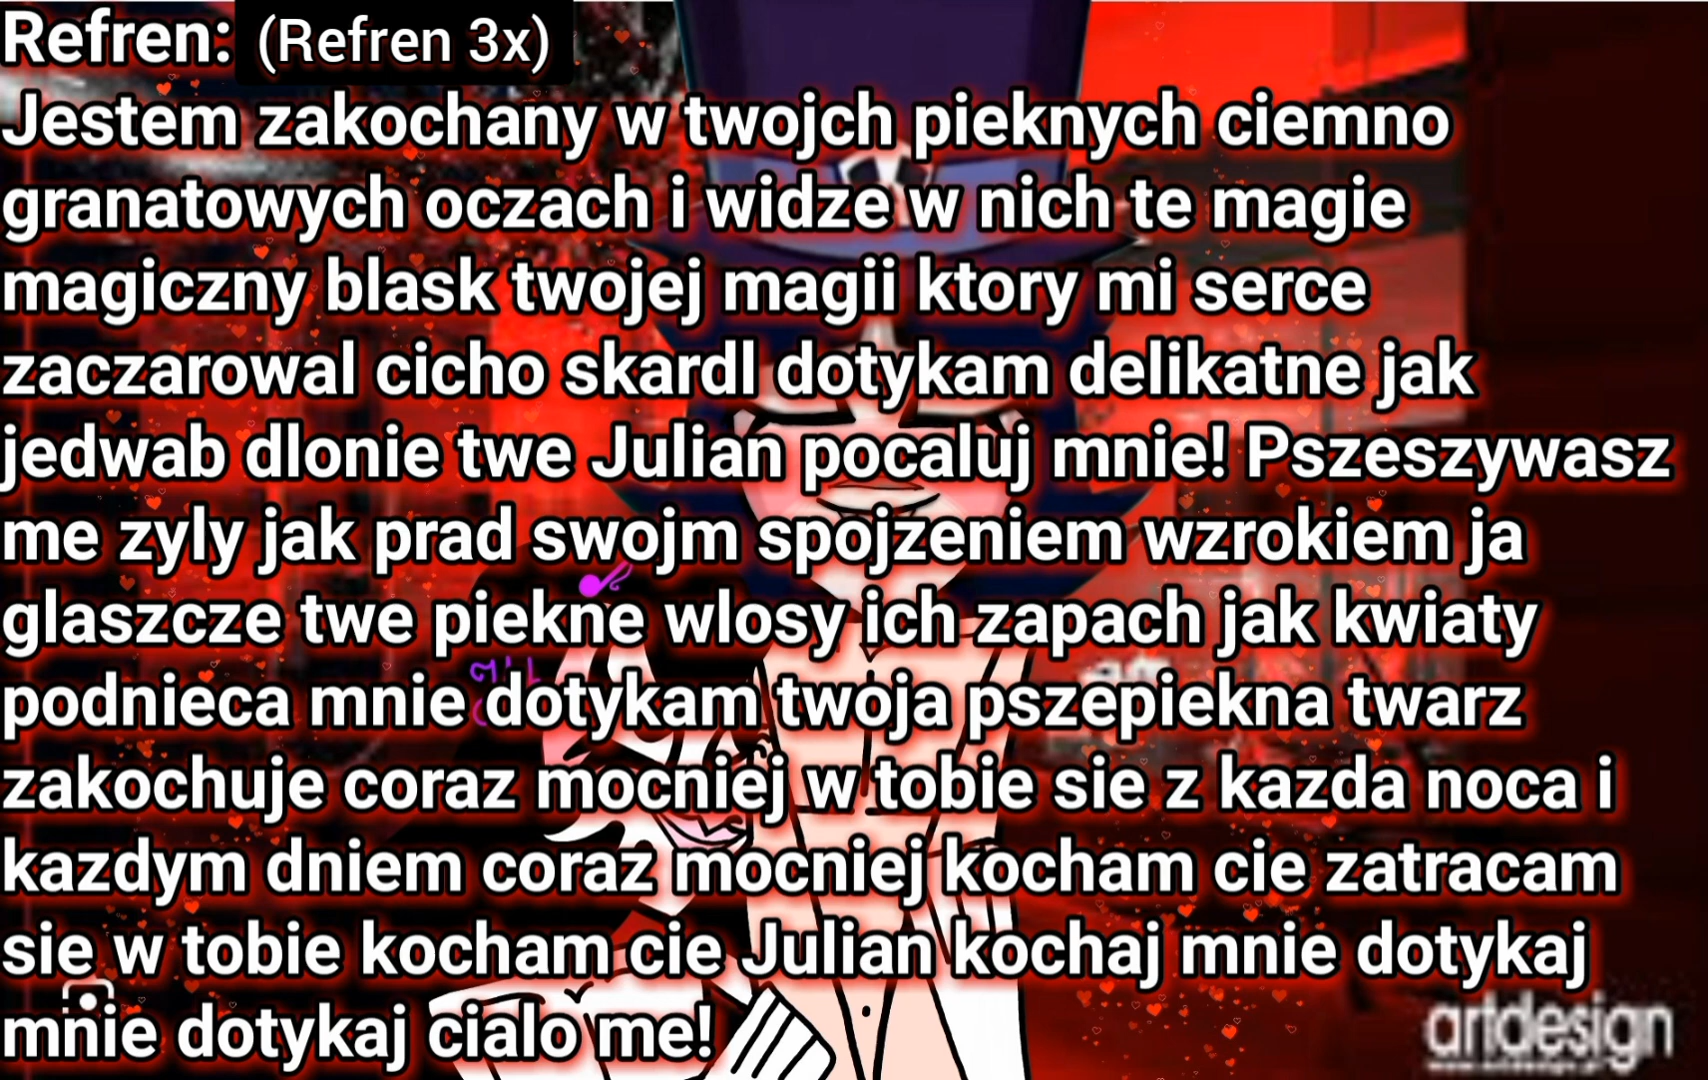 Refren: (Refren 3x)
Jestem zakochany w twojch pieknych ciemno
granatowych oczach i widze w nich te magie
magiczny blask twojej magii ktory mi serce
zaczarowal cicho skardl dotykam delikatne jak
jedwab dlonie twe Julian pocaluj mnie! Pszeszywasz
me zyly jak prad swojm spojzeniem wzrokiem ja
glaszcze twe piekne wlosy ich zapach jak kwiaty
podnieca mnie dotykam twoja pszepiekna twarz
zakochuje coraz mocniej w tobie sie z kazda noca i
kazdym dniem coraz mocniej kocham cie zatracam
sie w tobie kocham cie Julian kochaj mnie dotykaj
mnie dotykaj cialo me!
artdesign